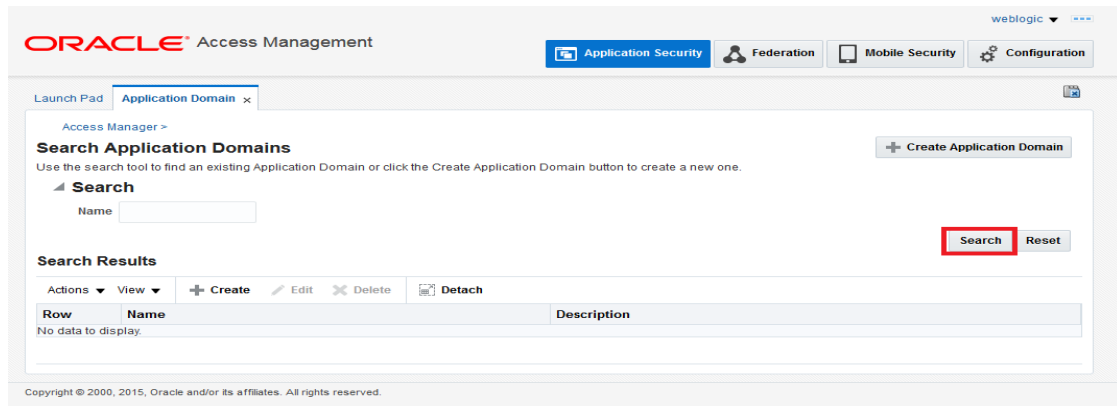 weblogic
ORACLE Access Management
Application Security Federation Mobile Security Configuration
Launch Pad Application Domain ×
Access Manager >
Search Application Domains
Create Application Domain
Use the search tool to find an existing Application Domain or click the Create Application Domain button to create a new one.
Search
Name
Search Reset
Search Results
Actions View Create Edit Delete Detach
Row Name Description
No data to display.
Copyright © 2000, 2015, Oracle and/or its affiliates. All rights reserved.